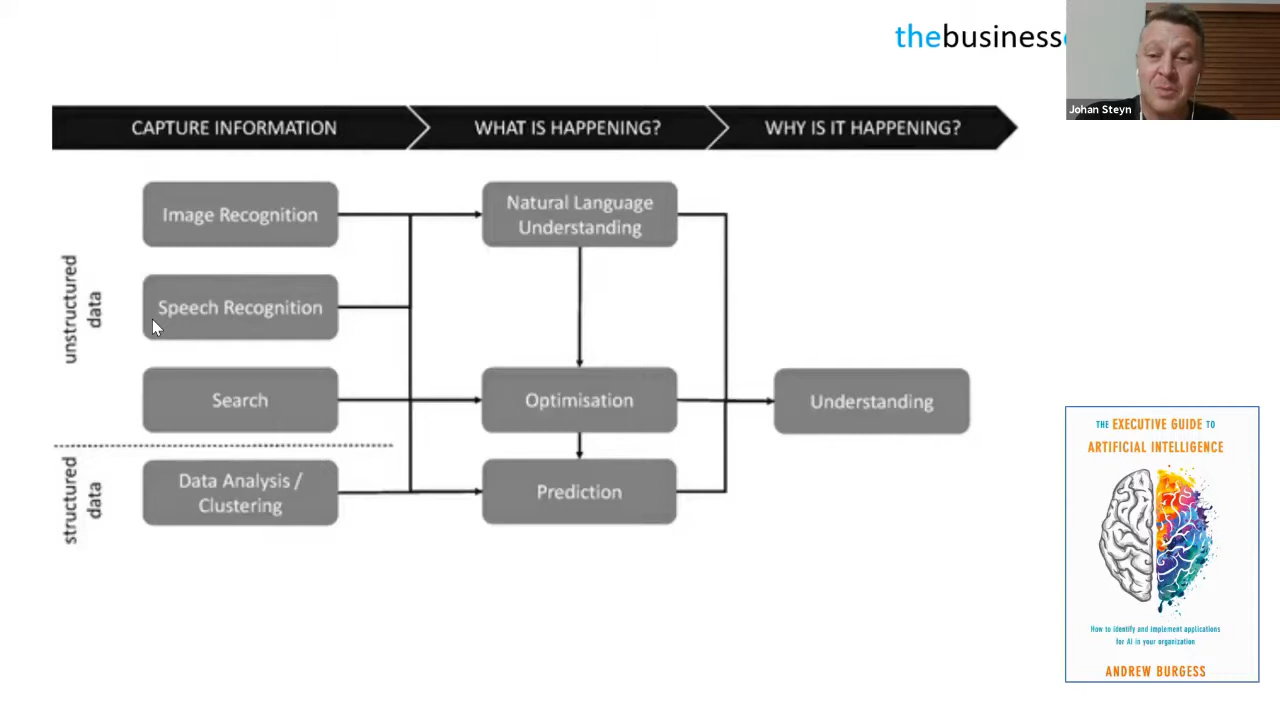 thebusiness
Johan Steyn
CAPTURE INFORMATION
WHAT IS HAPPENING?
WHY IS IT HAPPENING?
unstructured
data
Image Recognition
Speech Recognition
Search
structured
data
Data Analysis /
Clustering
Natural Language
Understanding
Optimisation
Prediction
Understanding
THE EXECUTIVE GUIDE TO
ARTIFICIAL INTELLIGENCE
How to identify and implement applications
for AI in your organization
ANDREW BURGESS